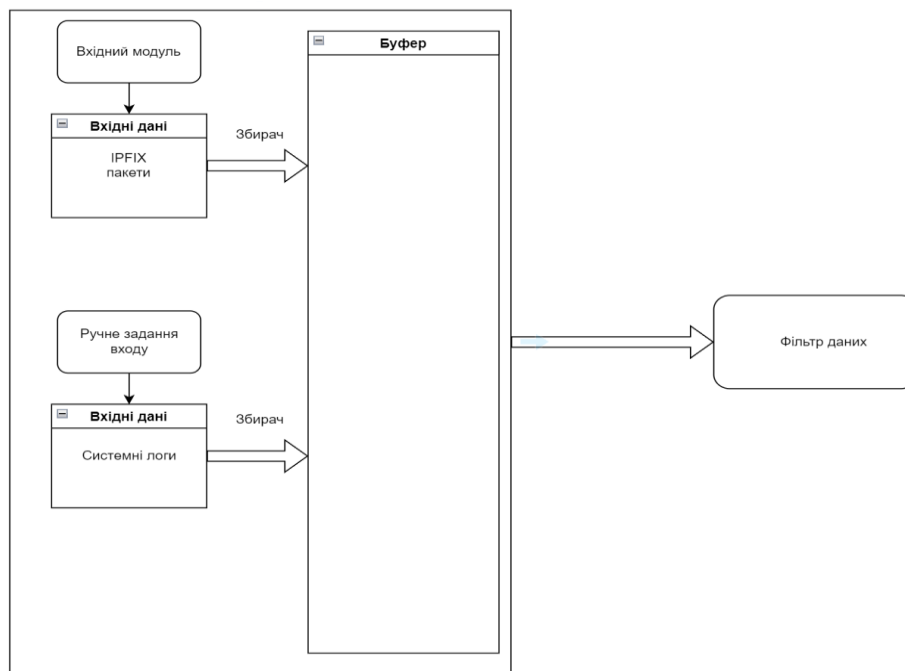 Вхідний модуль
Буфер
Вхідні дані
Збирач
IPFIX
пакети
Ручне задання
входу
Фільтр даних
Вхідні дані
Збирач
Системні логи